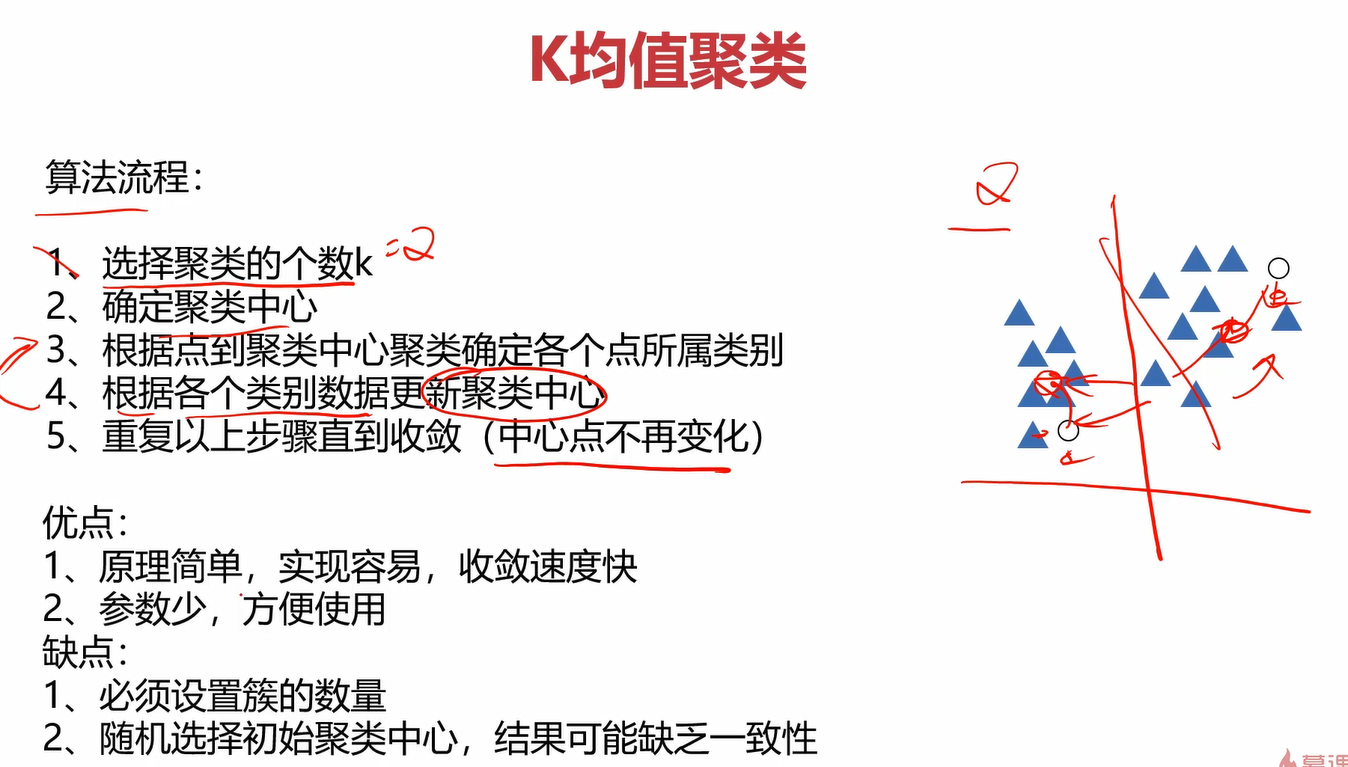 K均值聚类
算法流程：
2
1、选择聚类的个数k =2
2、确定聚类中心
3、根据点到聚类中心聚类确定各个点所属类别
4、根据各个类别数据更新聚类中心
5、重复以上步骤直到收敛（中心点不再变化）
优点：
1、原理简单，实现容易，收敛速度快
2、参数少，方便使用
缺点：
1、必须设置簇的数量
2、随机选择初始聚类中心，结果可能缺乏一致性